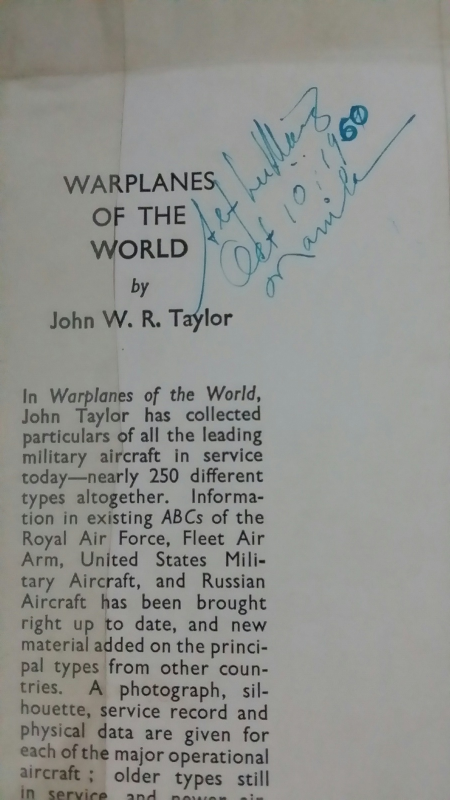 WARPLANES
OF THE
WORLD
by
John W. R. Taylor
Oct 10, 1960
Manila
In Warplanes of the World,
John Taylor has collected
particulars of all the leading
military aircraft in service
today—nearly 250 different
types altogether. Informa-
tion in existing ABCs of the
Royal Air Force, Fleet Air
Arm, United States Mili-
tary Aircraft, and Russian
Aircraft has been brought
right up to date, and new
material added on the princi-
pal types from other coun-
tries. A photograph, sil-
houette, service record and
physical data are given for
each of the major operational
aircraft ; older types still
in service, and power